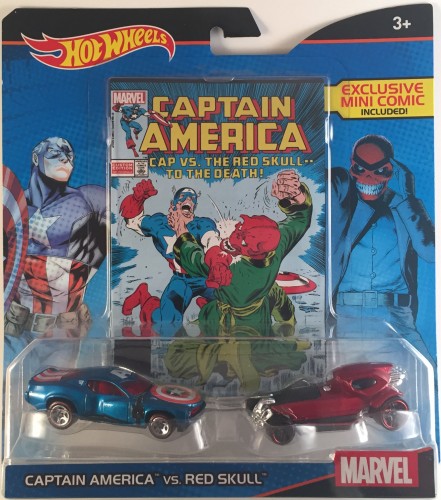 HOT WHEELS
3+
EXCLUSIVE
MINI COMIC
INCLUDED!
MARVEL
CAPTAIN
AMERICA
CAP VS. THE RED SKULL--
TO THE DEATH!
CAPTAIN AMERICA™ VS. RED SKULL™
MARVEL